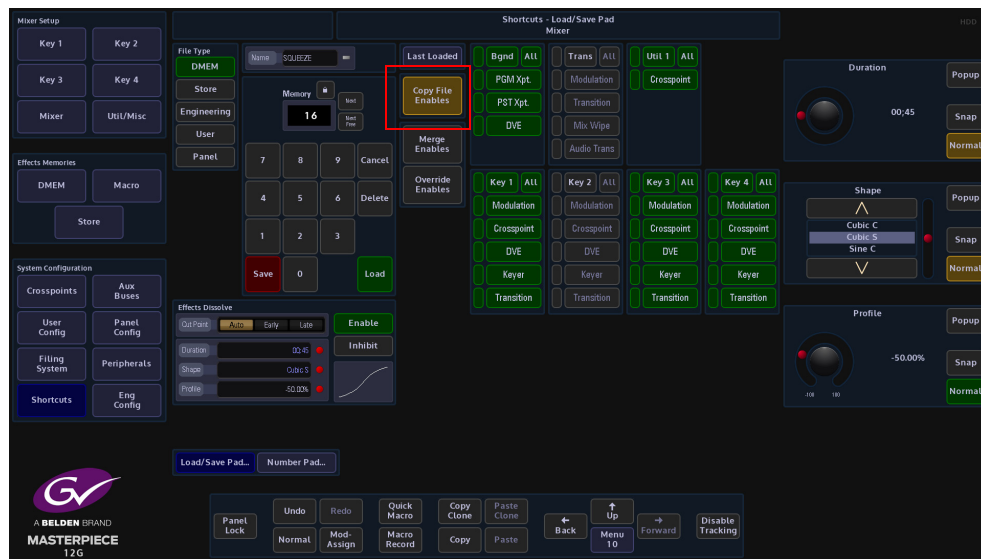 Shortcuts - Load/Save Pad
Mixer
HDD
Mixer Setup
Key 1
Key 2
Key 3
Key 4
Mixer
Util/Misc
Effects Memories
DMEM
Macro
Store
System Configuration
Crosspoints
Aux
Buses
User
Config
Panel
Config
Filing
System
Peripherals
Shortcuts
Eng
Config
File Type
DMEM
Store
Engineering
User
Panel
Name
SQUEEZE
Memory
16
Next
Next
Free
7
8
9
Cancel
4
5
6
Delete
1
2
3
Save
0
Load
Last Loaded
Copy File
Enables
Merge
Enables
Override
Enables
Bgnd
All
PGM Xpt.
PST Xpt.
DVE
Trans
All
Modulation
Transition
Mix Wipe
Audio Trans
Util 1
All
Crosspoint
Key 1
All
Modulation
Crosspoint
DVE
Keyer
Transition
Key 2
All
Modulation
Crosspoint
DVE
Keyer
Transition
Key 3
All
Modulation
Crosspoint
DVE
Keyer
Transition
Key 4
All
Modulation
Crosspoint
DVE
Keyer
Transition
Effects Dissolve
Cut Point
Auto
Early
Late
Enable
Inhibit
Duration
00;45
Shape
Cubic S
Profile
-50.00%
Duration
00;45
Popup
Snap
Normal
Shape
Cubic C
Cubic S
Sine C
Popup
Snap
Normal
Profile
-50.00%
-100
100
Popup
Snap
Normal
Load/Save Pad...
Number Pad...
A BELDEN BRAND
MASTERPIECE
12G
Panel
Lock
Undo
Redo
Normal
Mod-
Assign
Quick
Macro
Macro
Record
Copy
Clone
Paste
Clone
Copy
Paste
Back
Up
Menu
10
Forward
Disable
Tracking